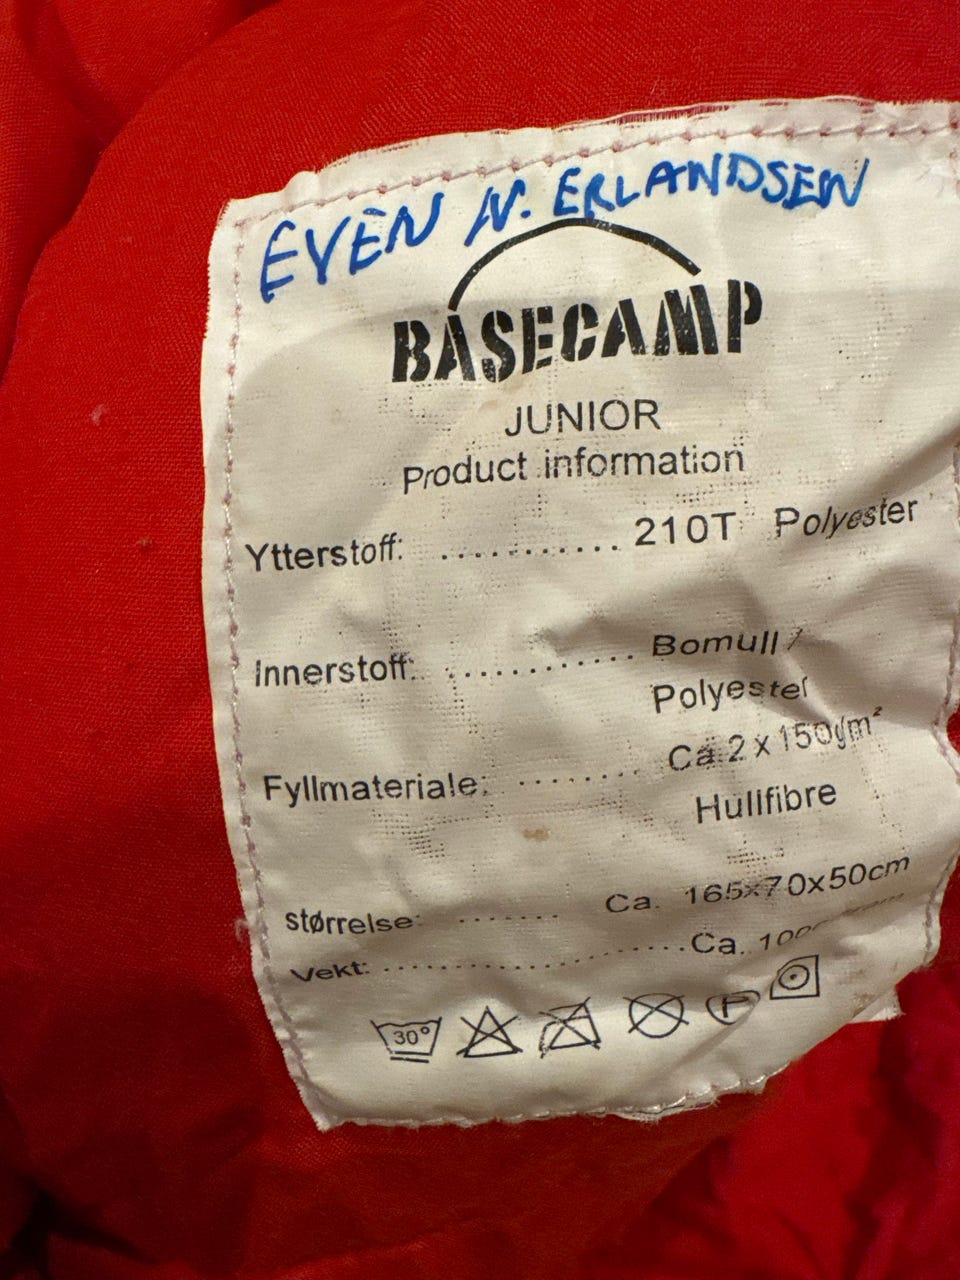 EVEN N. ERLANDSEN
BASECAMP
JUNIOR
Product information
Ytterstoff: ........... 210T Polyester
Innerstoff: ............ Bomull /
Polyester
Fyllmateriale: ........ Ca 2 x 150g/m²
Hullfibre
størrelse: ....... Ca. 165x70x50cm
Vekt: ....................Ca.
30°
P